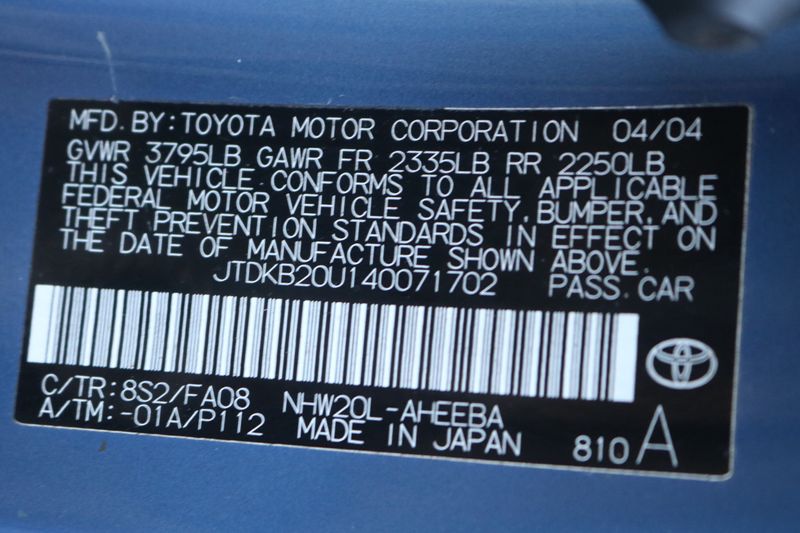 MFD.BY:TOYOTA MOTOR CORPORATION 04/04
GVWR 3795LB GAWR FR 2335LB RR 2250LB
THIS VEHICLE CONFORMS TO ALL APPLICABLE
FEDERAL MOTOR VEHICLE SAFETY,BUMPER,AND
THEFT PREVENTION STANDARDS IN EFFECT ON
THE DATE OF MANUFACTURE SHOWN ABOVE.
JTDKB20U140071702 PASS.CAR
C/TR:8S2/FA08 NHW20L-AHEEBA
A/TM:-01A/P112 MADE IN JAPAN 810 A